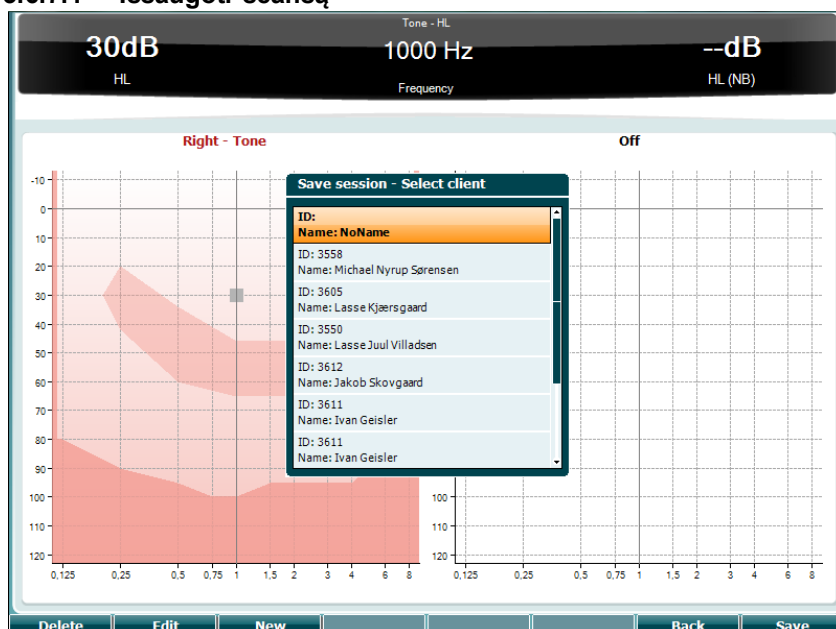 Išsaugoti seansą
Tone - HL
30dB
1000 Hz
--dB
HL
Frequency
HL (NB)
Right - Tone
Off
Save session - Select client
ID:
Name: NoName
ID: 3558
Name: Michael Nyrup Sørensen
ID: 3605
Name: Lasse Kjærsgaard
ID: 3550
Name: Lasse Juul Villadsen
ID: 3612
Name: Jakob Skovgaard
ID: 3611
Name: Ivan Geisler
ID: 3611
Name: Ivan Geisler
-10
0
10
20
30
40
50
60
70
80
90
100
110
120
100
110
120
0,125 0,25 0,5 0,75 1 1,5 2 3 4 6 8
0,125 0,25 0,5 0,75 1 1,5 2 3 4 6 8
Delete Edit New Back Save